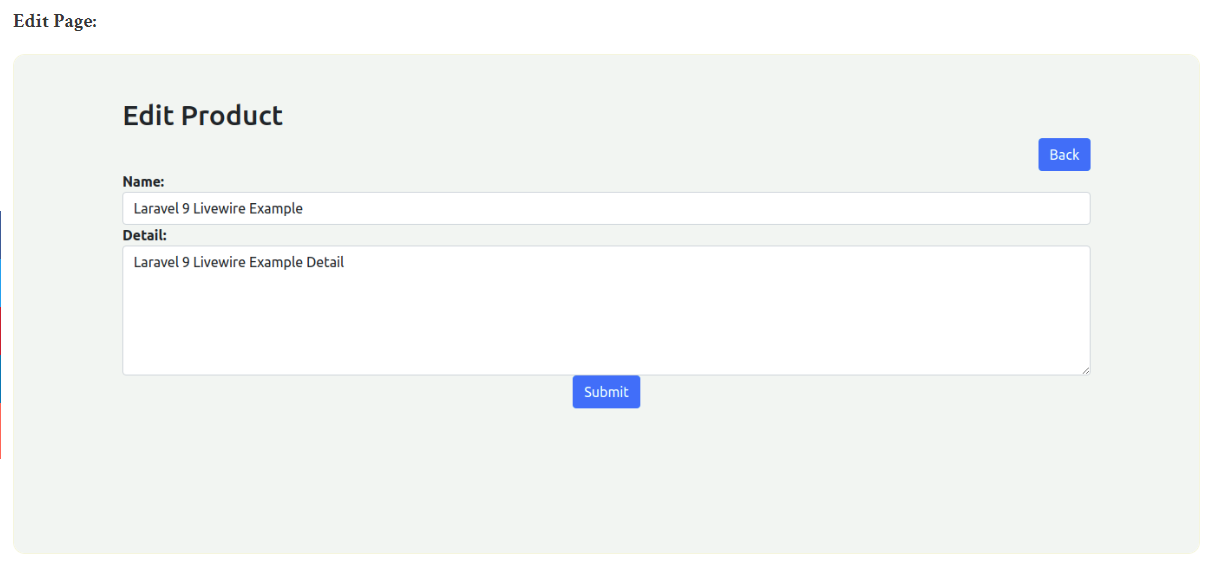 Edit Page:
Edit Product
Back
Name:
Laravel 9 Livewire Example
Detail:
Laravel 9 Livewire Example Detail
Submit